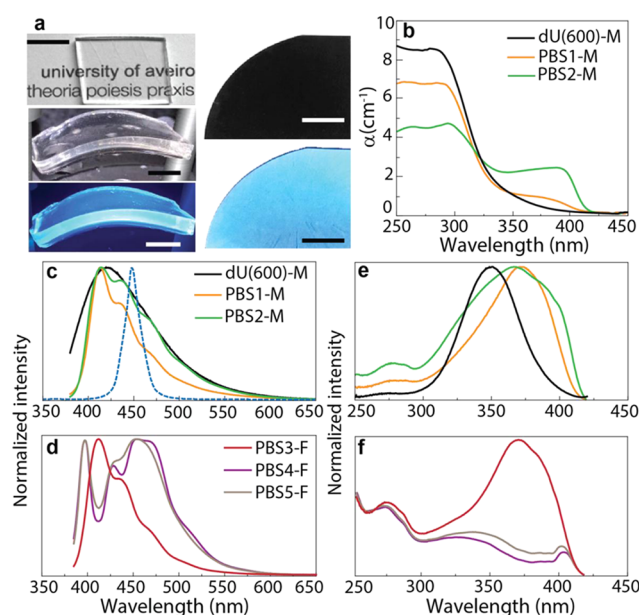 a
university of aveiro
theoria poiesis praxis
b
dU(600)-M
PBS1-M
PBS2-M
α(cm⁻¹)
8
6
4
2
0
250 300 350 400 450
Wavelength (nm)
c
dU(600)-M
PBS1-M
PBS2-M
350 400 450 500 550 600 650
e
250 300 350 400 450
Normalized intensity
Normalized intensity
d
PBS3-F
PBS4-F
PBS5-F
350 400 450 500 550 600 650
Wavelength (nm)
f
250 300 350 400 450
Wavelength (nm)